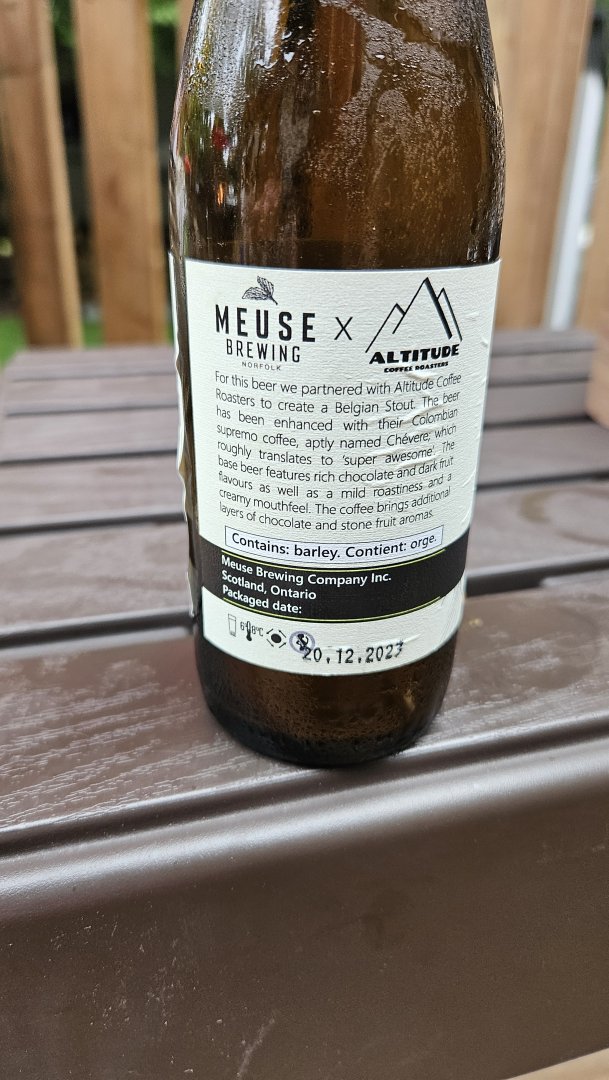 MEUSE X
BREWING
NORFOLK
ALTITUDE
COFFEE ROASTERS
For this beer we partnered with Altitude Coffee
Roasters to create a Belgian Stout. The beer
has been enhanced with their Colombian
supremo coffee, aptly named Chévere, which
roughly translates to 'super awesome'. The
base beer features rich chocolate and dark fruit
flavours as well as a mild roastiness and a
creamy mouthfeel. The coffee brings additional
layers of chocolate and stone fruit aromas.
Contains: barley. Contient: orge.
Meuse Brewing Company Inc.
Scotland, Ontario
Packaged date:
20.12.2023